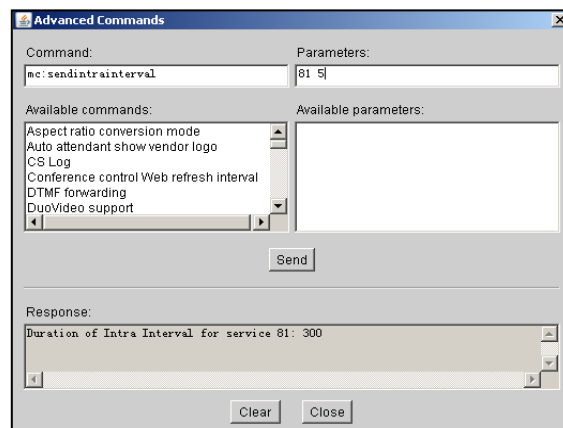 Advanced Commands
Command:
Parameters:
mc:sendintrainterval
81 5
Available commands:
Available parameters:
Aspect ratio conversion mode
Auto attendant show vendor logo
CS Log
Conference control Web refresh interval
DTMF forwarding
DuoVideo support
Send
Response:
Duration of Intra Interval for service 81: 300
Clear
Close